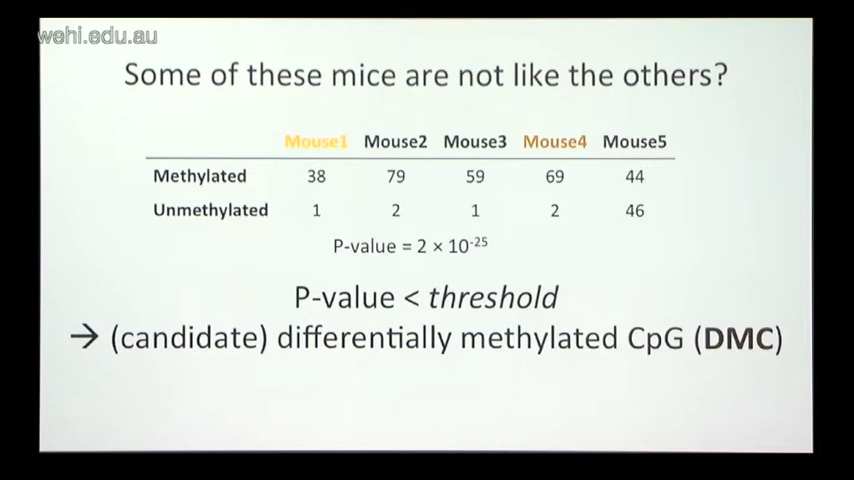 wehi.edu.au
Some of these mice are not like the others?
Mouse1 Mouse2 Mouse3 Mouse4 Mouse5
Methylated 38 79 59 69 44
Unmethylated 1 2 1 2 46
P-value = 2 × 10⁻²⁵
P-value < threshold
→ (candidate) differentially methylated CpG (DMC)